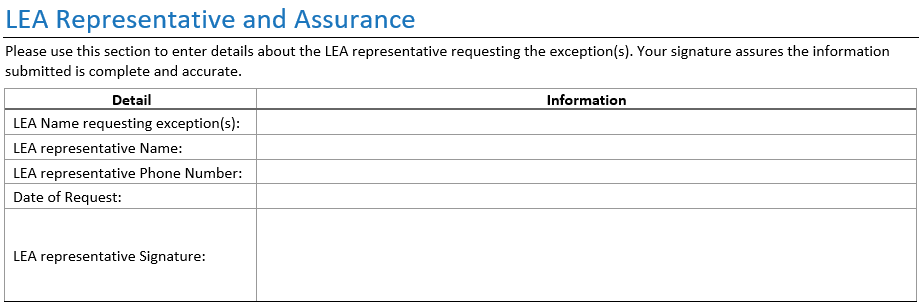 LEA Representative and Assurance
Please use this section to enter details about the LEA representative requesting the exception(s). Your signature assures the information
submitted is complete and accurate.
Detail Information
LEA Name requesting exception(s):
LEA representative Name:
LEA representative Phone Number:
Date of Request:
LEA representative Signature: